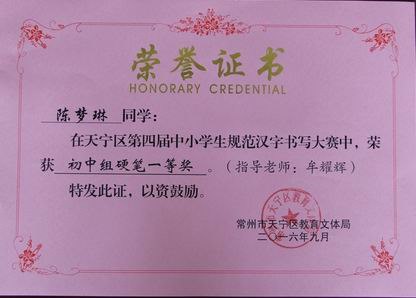 荣誉证书
HONORARY CREDENTIAL
陈梦琳 同学：
在天宁区第四届中小学生规范汉字书写大赛中，荣
获 初中组硬笔一等奖 。（指导老师：牟耀辉）
特发此证，以资鼓励。
常州市天宁区教育文体局
二〇一六年九月